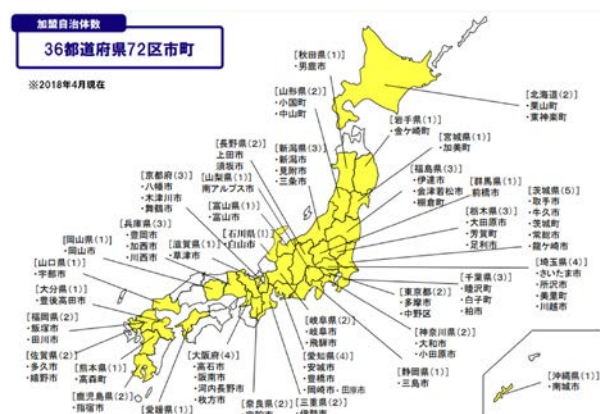 加盟自治体数
36都道府県72区市町
※2018年4月現在
秋田県(1)
・男鹿市
[山形県(2)
・小国町
・中山町
[北海道(2)
・栗山町
・東神楽町
[岩手県(1)
・金ケ崎町
[宮城県(1)
・加美町
[長野県(2)
上田市
須坂市
[新潟県(3)
・新潟市
・見附市
・三条市
[福島県(3)
・伊達市
・会津若松市
・棚倉町
[群馬県(1)
前橋市
[茨城県(5)
・取手市
・牛久市
・茨城町
・常総市
・龍ケ崎市
[京都府(3)
・八幡市
・木津川市
・舞鶴市
[山梨県(1)
南アルプス市
[富山県(1)
・富山市
[栃木県(3)
・大田原市
・芳賀町
・足利市
[兵庫県(3)
・豊岡市
・加西市
・川西市
[滋賀県(1)
・草津市
[石川県(1)
・白山市
[岡山県(1)
・岡山市
[埼玉県(4)
・さいたま市
・所沢市
・美里町
・川越市
[山口県(1)
・宇部市
[千葉県(3)
・睦沢町
・白子町
・柏市
[大分県(1)
・豊後高田市
[東京都(2)
・多摩市
・中野区
[福岡県(2)
・飯塚市
・田川市
[岐阜県(2)
・岐阜市
・飛騨市
[神奈川県(2)
・大和市
・小田原市
[佐賀県(2)
・多久市
・嬉野市
[熊本県(1)
・高森町
[大阪府(4)
・高石市
・阪南市
・河内長野市
・枚方市
[愛知県(4)
・安城市
・豊橋市
・岡崎市・田原市
[静岡県(1)
・三島市
[沖縄県(1)
・南城市
[鹿児島県(2)
・指宿市
[愛媛県(1)
[奈良県(2)
[三重県(2)
・伊勢市